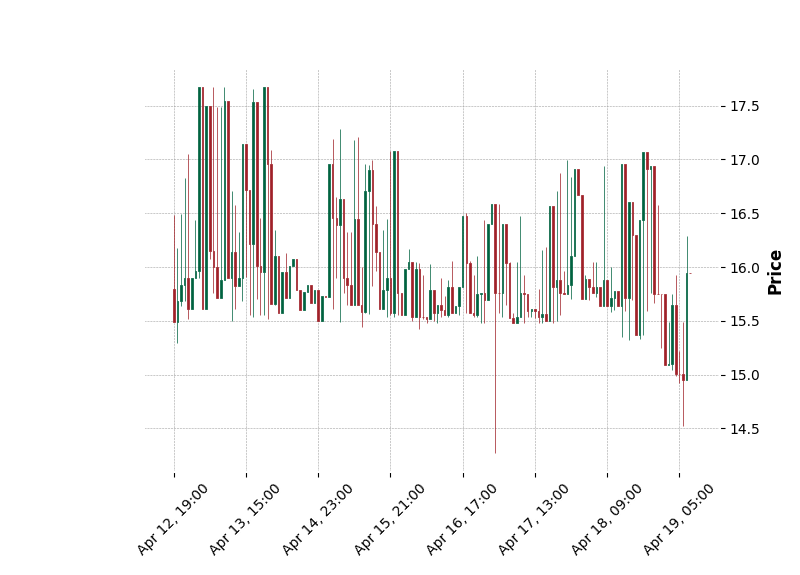 17.5
17.0
16.5
16.0
15.5
15.0
14.5
Price
Apr 12, 19:00
Apr 13, 15:00
Apr 14, 23:00
Apr 15, 21:00
Apr 16, 17:00
Apr 17, 13:00
Apr 18, 09:00
Apr 19, 05:00